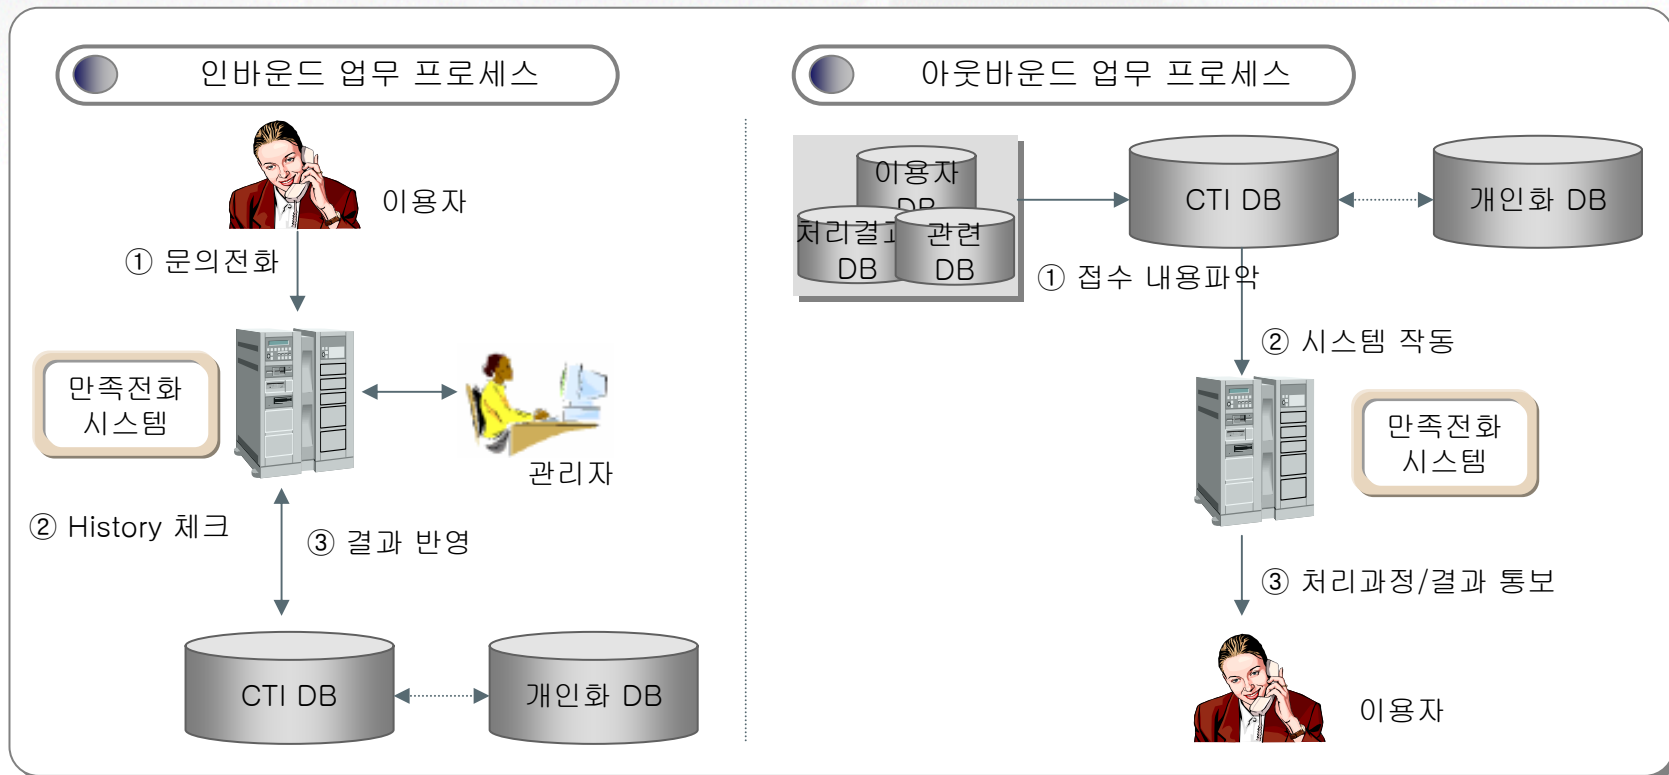 인바운드 업무 프로세스
이용자
① 문의전화
만족전화
시스템
관리자
② History 체크
③ 결과 반영
CTI DB
개인화 DB
아웃바운드 업무 프로세스
이용자
DB
처리결과
DB
관련
DB
CTI DB
개인화 DB
① 접수 내용파악
② 시스템 작동
만족전화
시스템
③ 처리과정/결과 통보
이용자